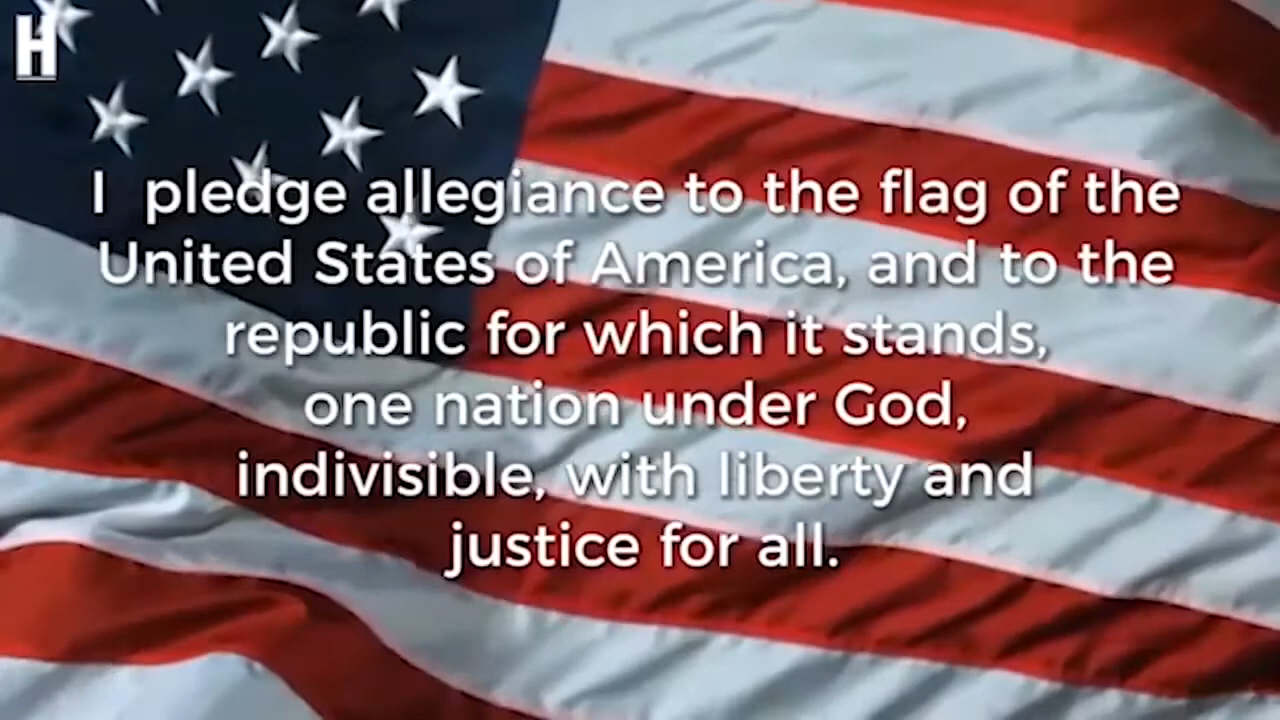 H
I pledge allegiance to the flag of the
United States of America, and to the
republic for which it stands,
one nation under God,
indivisible, with liberty and
justice for all.